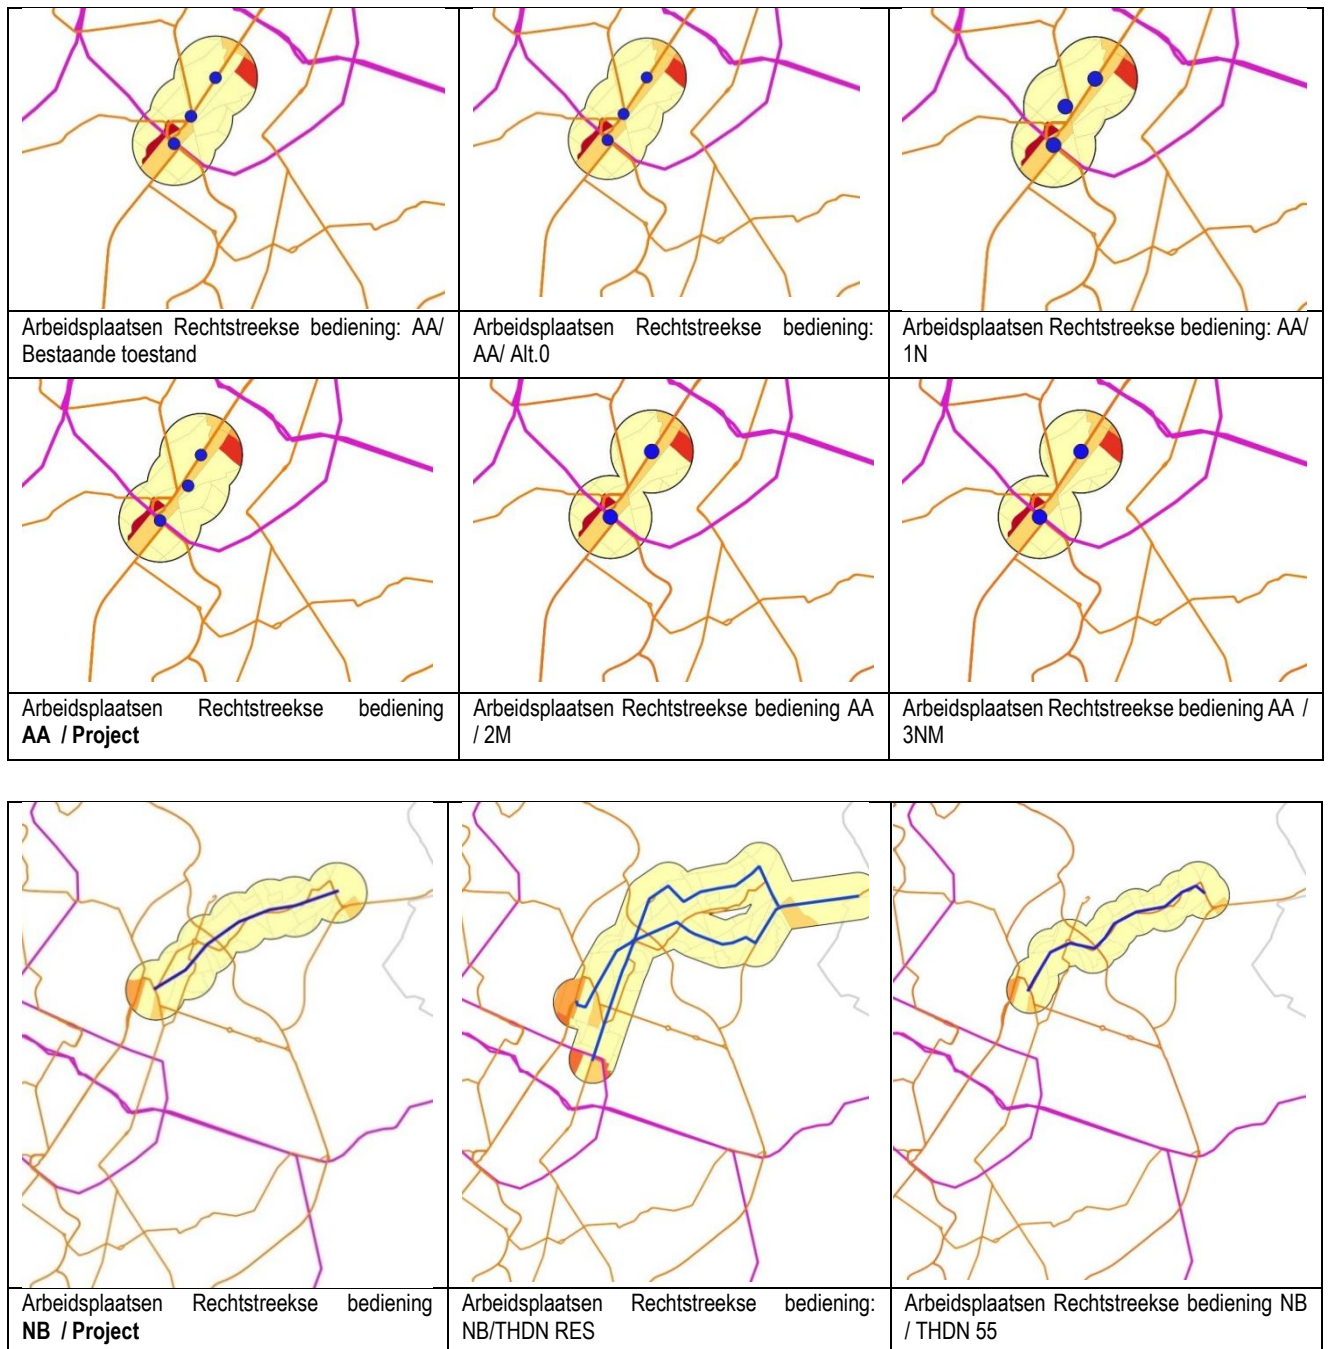 Arbeidsplaatsen Rechtstreekse bediening: AA/
Bestaande toestand
Arbeidsplaatsen Rechtstreekse bediening:
AA/ Alt.0
Arbeidsplaatsen Rechtstreekse bediening: AA/
1N
Arbeidsplaatsen Rechtstreekse bediening
AA / Project
Arbeidsplaatsen Rechtstreekse bediening AA
/ 2M
Arbeidsplaatsen Rechtstreekse bediening AA /
3NM
Arbeidsplaatsen Rechtstreekse bediening
NB / Project
Arbeidsplaatsen Rechtstreekse bediening:
NB/THDN RES
Arbeidsplaatsen Rechtstreekse bediening NB
/ THDN 55